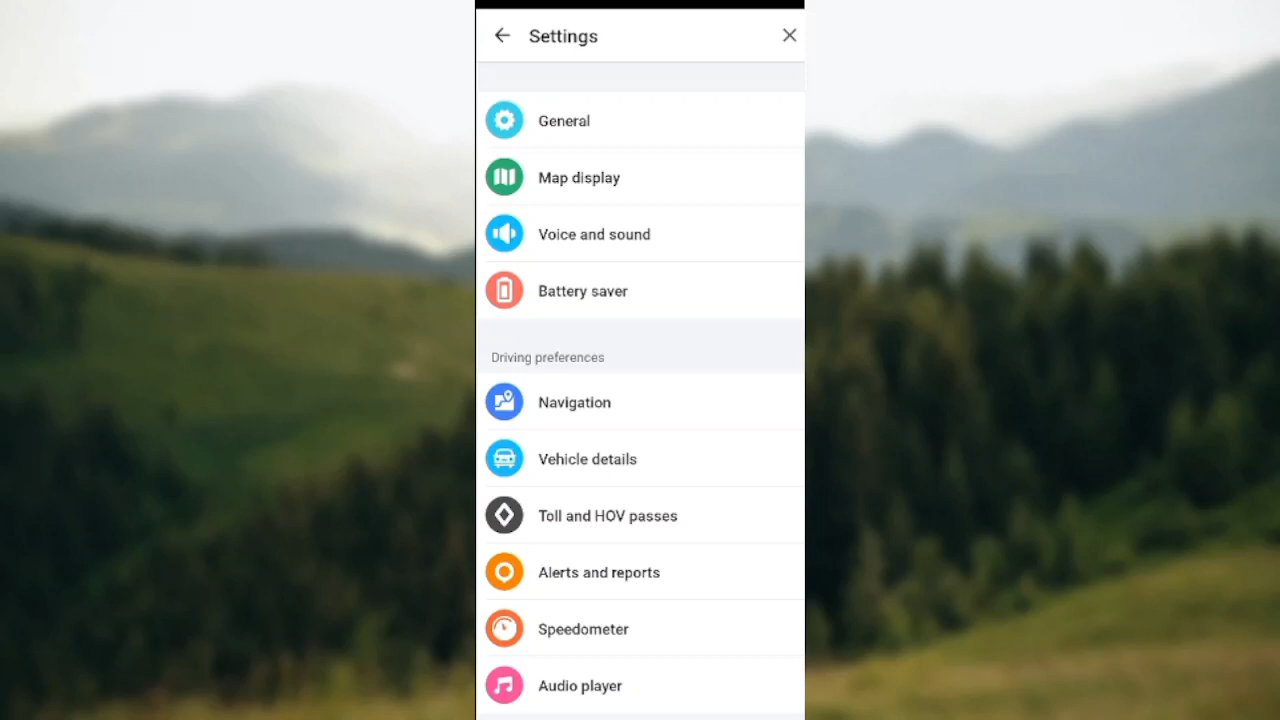 Settings
General
Map display
Voice and sound
Battery saver
Driving preferences
Navigation
Vehicle details
Toll and HOV passes
Alerts and reports
Speedometer
Audio player